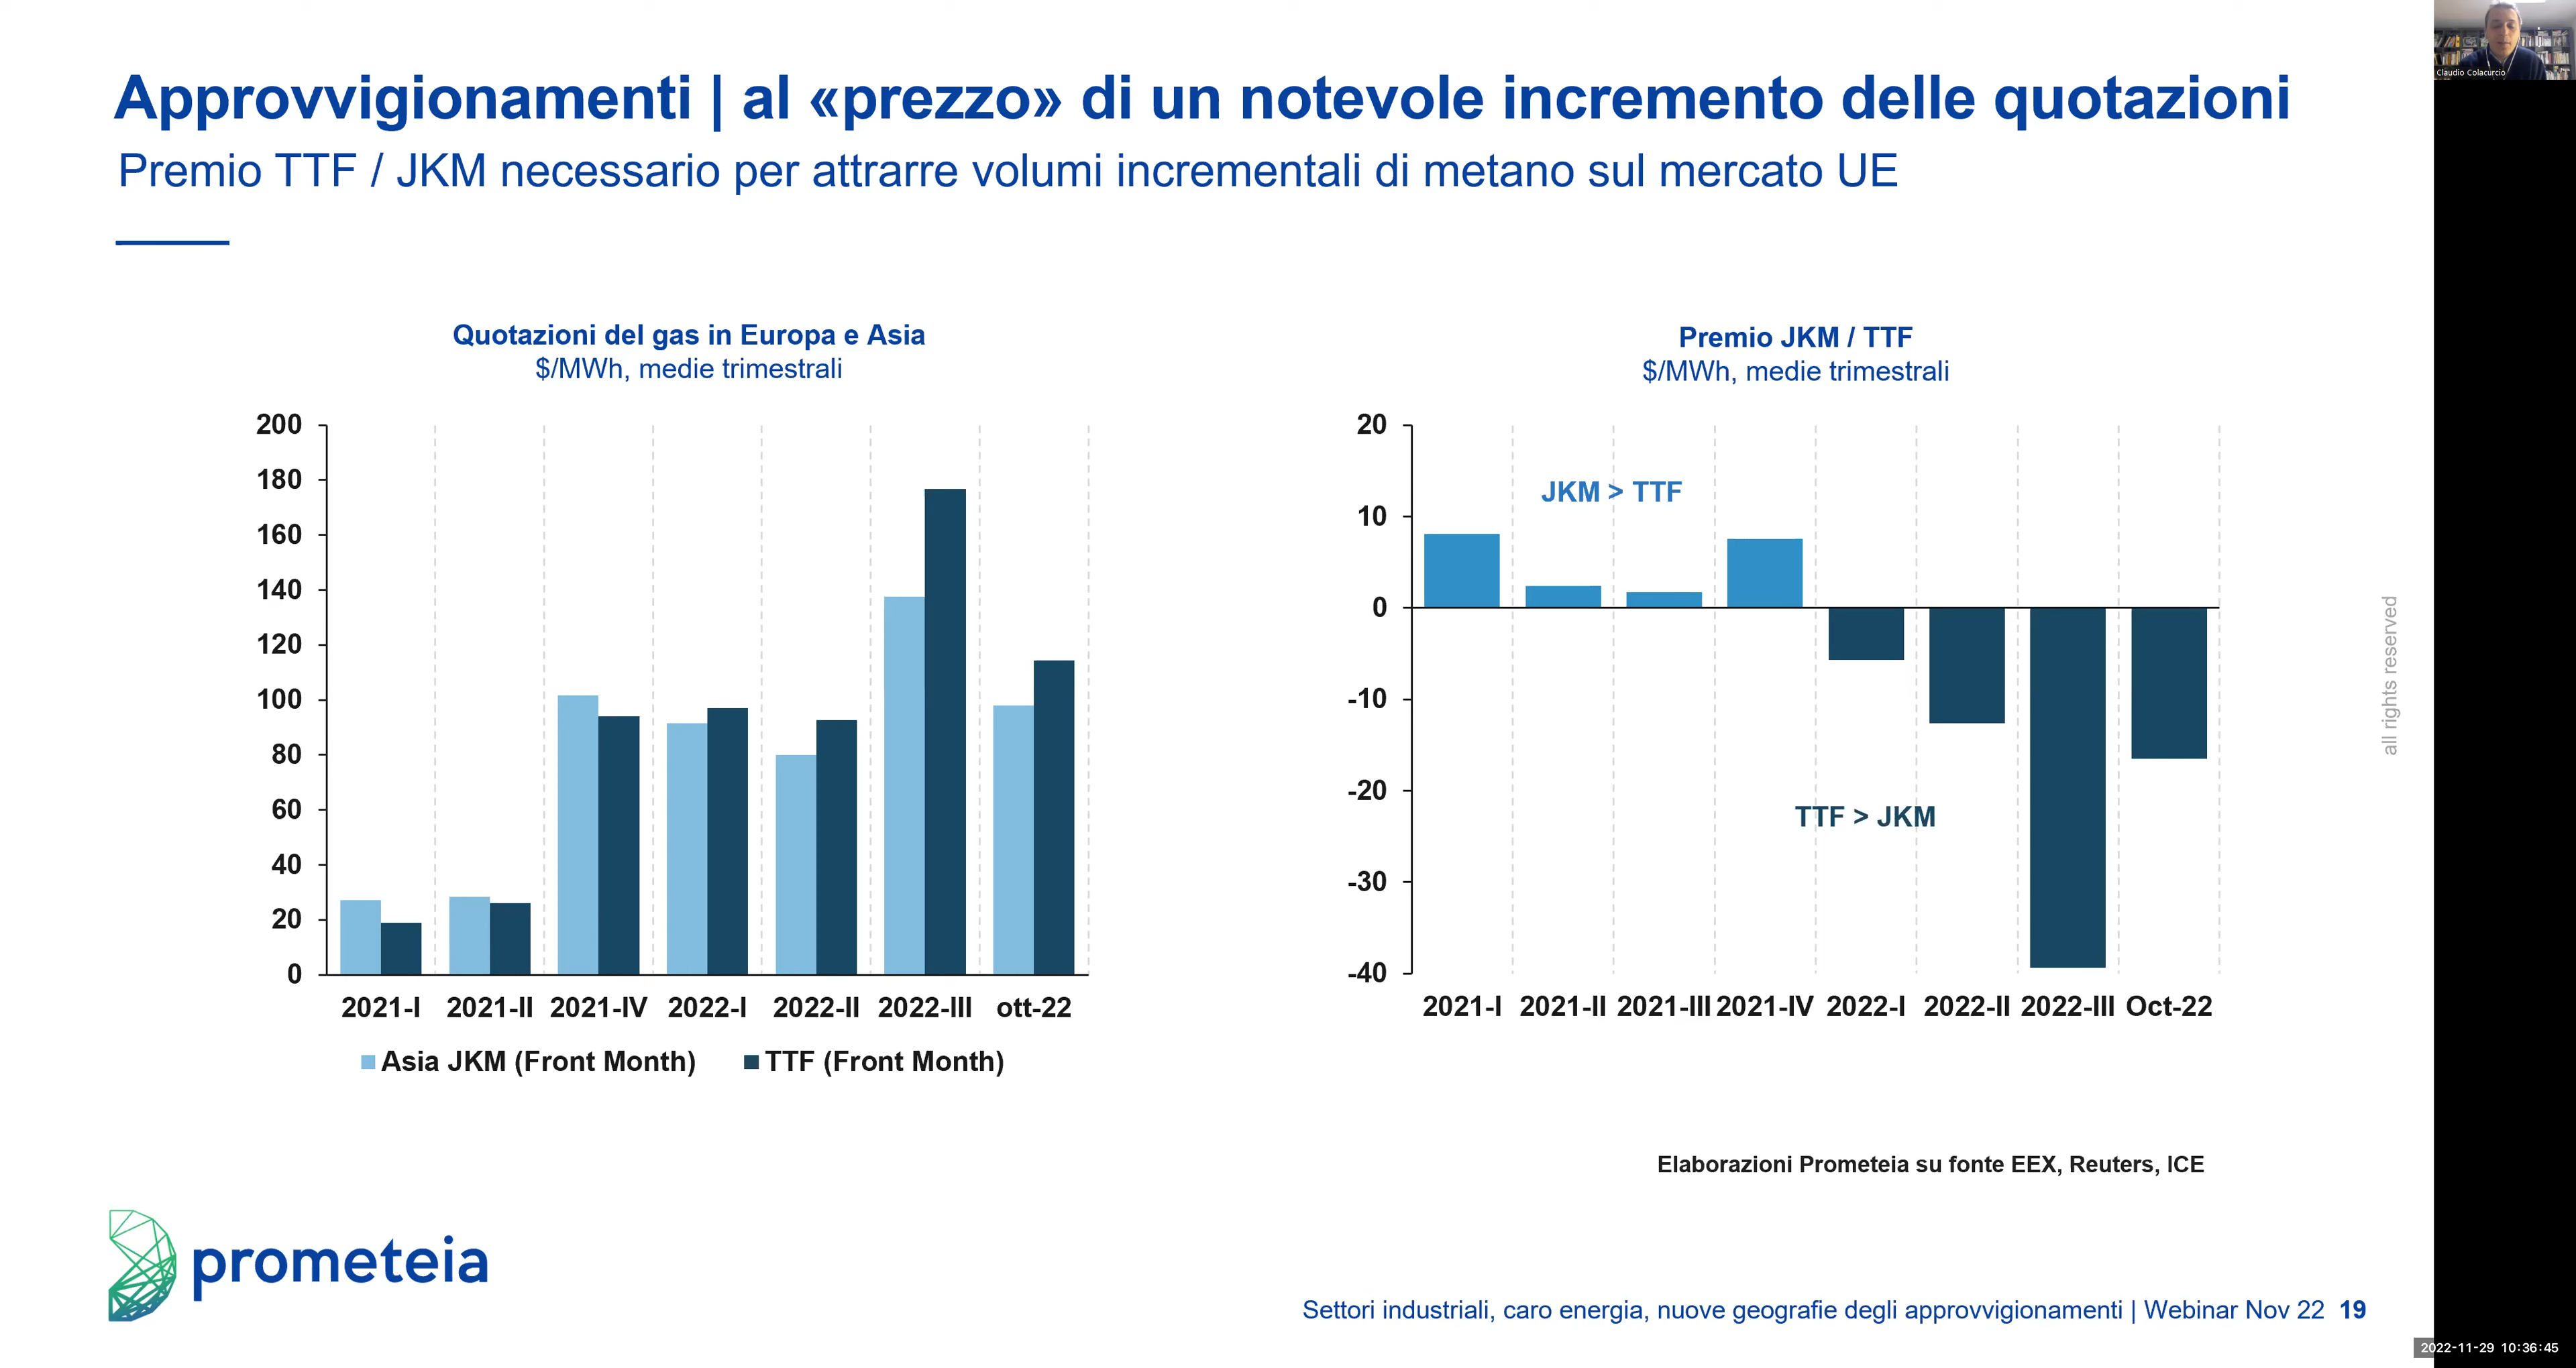 Claudio Colacurcio
Approvvigionamenti | al «prezzo» di un notevole incremento delle quotazioni
Premio TTF / JKM necessario per attrarre volumi incrementali di metano sul mercato UE
Quotazioni del gas in Europa e Asia
$/MWh, medie trimestrali
200
180
160
140
120
100
80
60
40
20
0
2021-I 2021-II 2021-IV 2022-I 2022-II 2022-III ott-22
Asia JKM (Front Month) TTF (Front Month)
Premio JKM / TTF
$/MWh, medie trimestrali
20
10
0
-10
-20
-30
-40
JKM > TTF
TTF > JKM
2021-I 2021-II 2021-III 2021-IV 2022-I 2022-II 2022-III Oct-22
all rights reserved
Elaborazioni Prometeia su fonte EEX, Reuters, ICE
prometeia
Settori industriali, caro energia, nuove geografie degli approvvigionamenti | Webinar Nov 22 19
2022-11-29 10:36:45